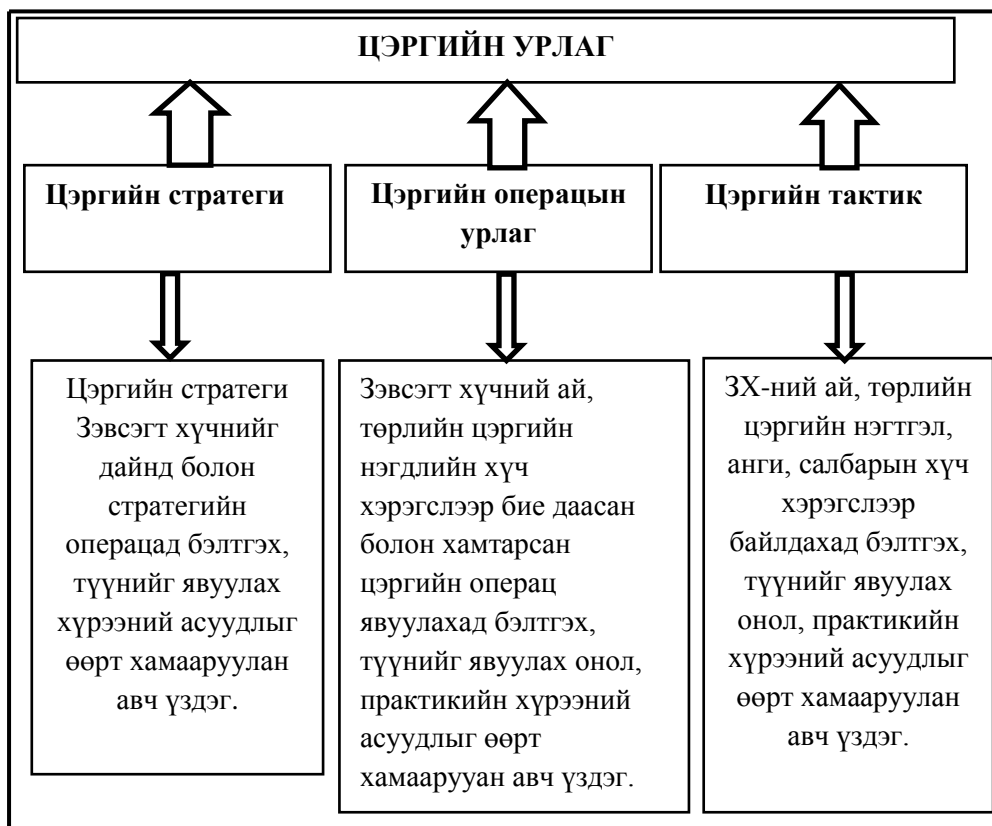 ЦЭРГИЙН УРЛАГ
Цэргийн стратеги
Цэргийн операцын
урлаг
Цэргийн тактик
Цэргийн стратеги
Зэвсэгт хүчнийг
дайнд болон
стратегийн
операцад бэлтгэх,
түүнийг явуулах
хүрээний асуудлыг
өөрт хамааруулан
авч үздэг.
Зэвсэгт хүчний ай,
төрлийн цэргийн
нэгдлийн хүч
хэрэгслээр бие даасан
болон хамтарсан
цэргийн операц
явуулахад бэлтгэх,
түүнийг явуулах онол,
практикийн хүрээний
асуудлыг өөрт
хамаарууан авч үздэг.
ЗХ-ний ай, төрлийн
цэргийн нэгтгэл,
анги, салбарын хүч
хэрэгслээр
байлдахад бэлтгэх,
түүнийг явуулах
онол, практикийн
хүрээний асуудлыг
өөрт хамааруулан
авч үздэг.